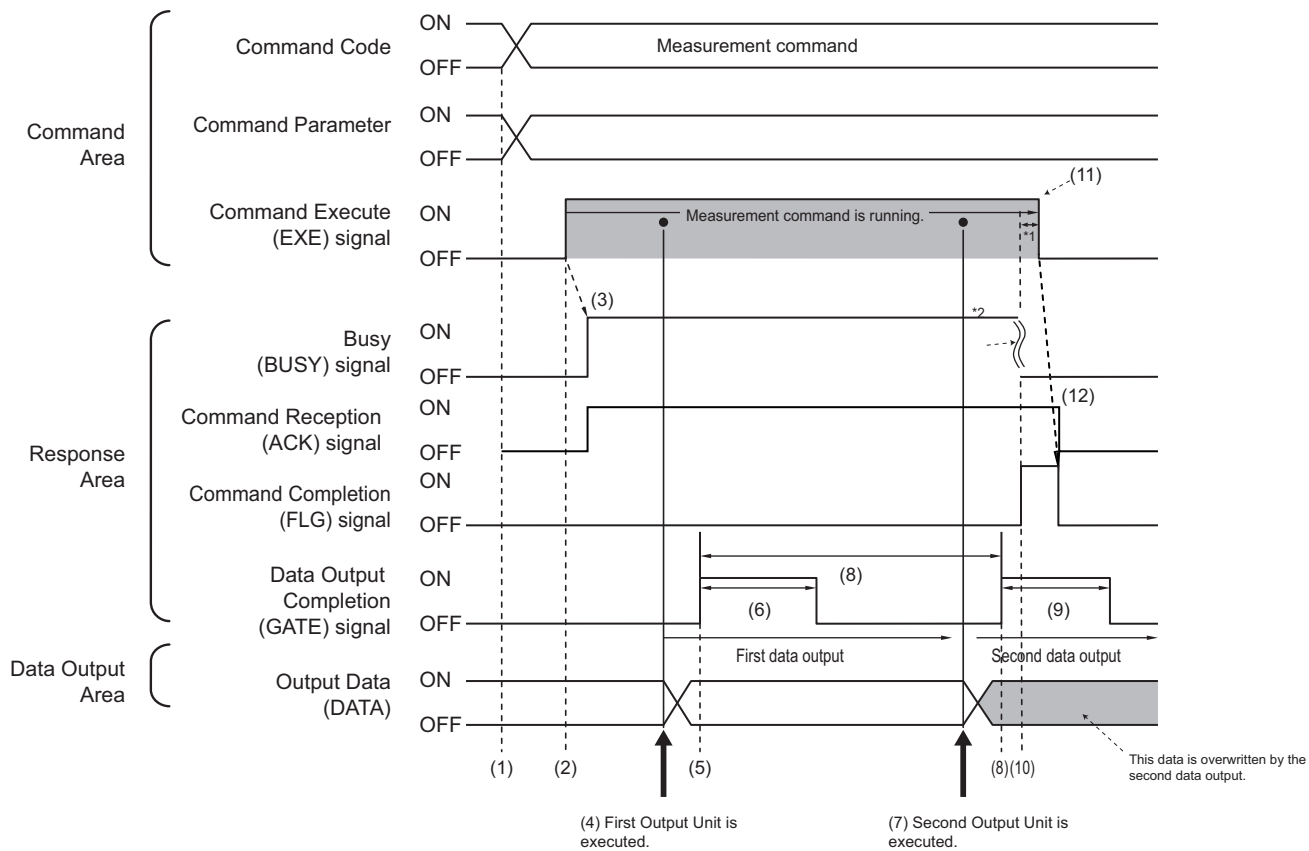 ON
Command Code
Measurement command
OFF
ON
Command Parameter
Command
Area
OFF
(11)
Command Execute
(EXE) signal
ON
Measurement command is running.
*1
OFF
(3)
Busy
(BUSY) signal
ON
*2
OFF
Command Reception
(ACK) signal
ON
(12)
OFF
Response
Area
ON
Command Completion
(FLG) signal
OFF
Data Output
Completion
(GATE) signal
ON
(8)
(6)
(9)
OFF
First data output
Second data output
Data Output
Area
Output Data
(DATA)
ON
OFF
This data is overwritten by the
second data output.
(1)
(2)
(5)
(8)
(10)
(4) First Output Unit is
executed.
(7) Second Output Unit is
executed.